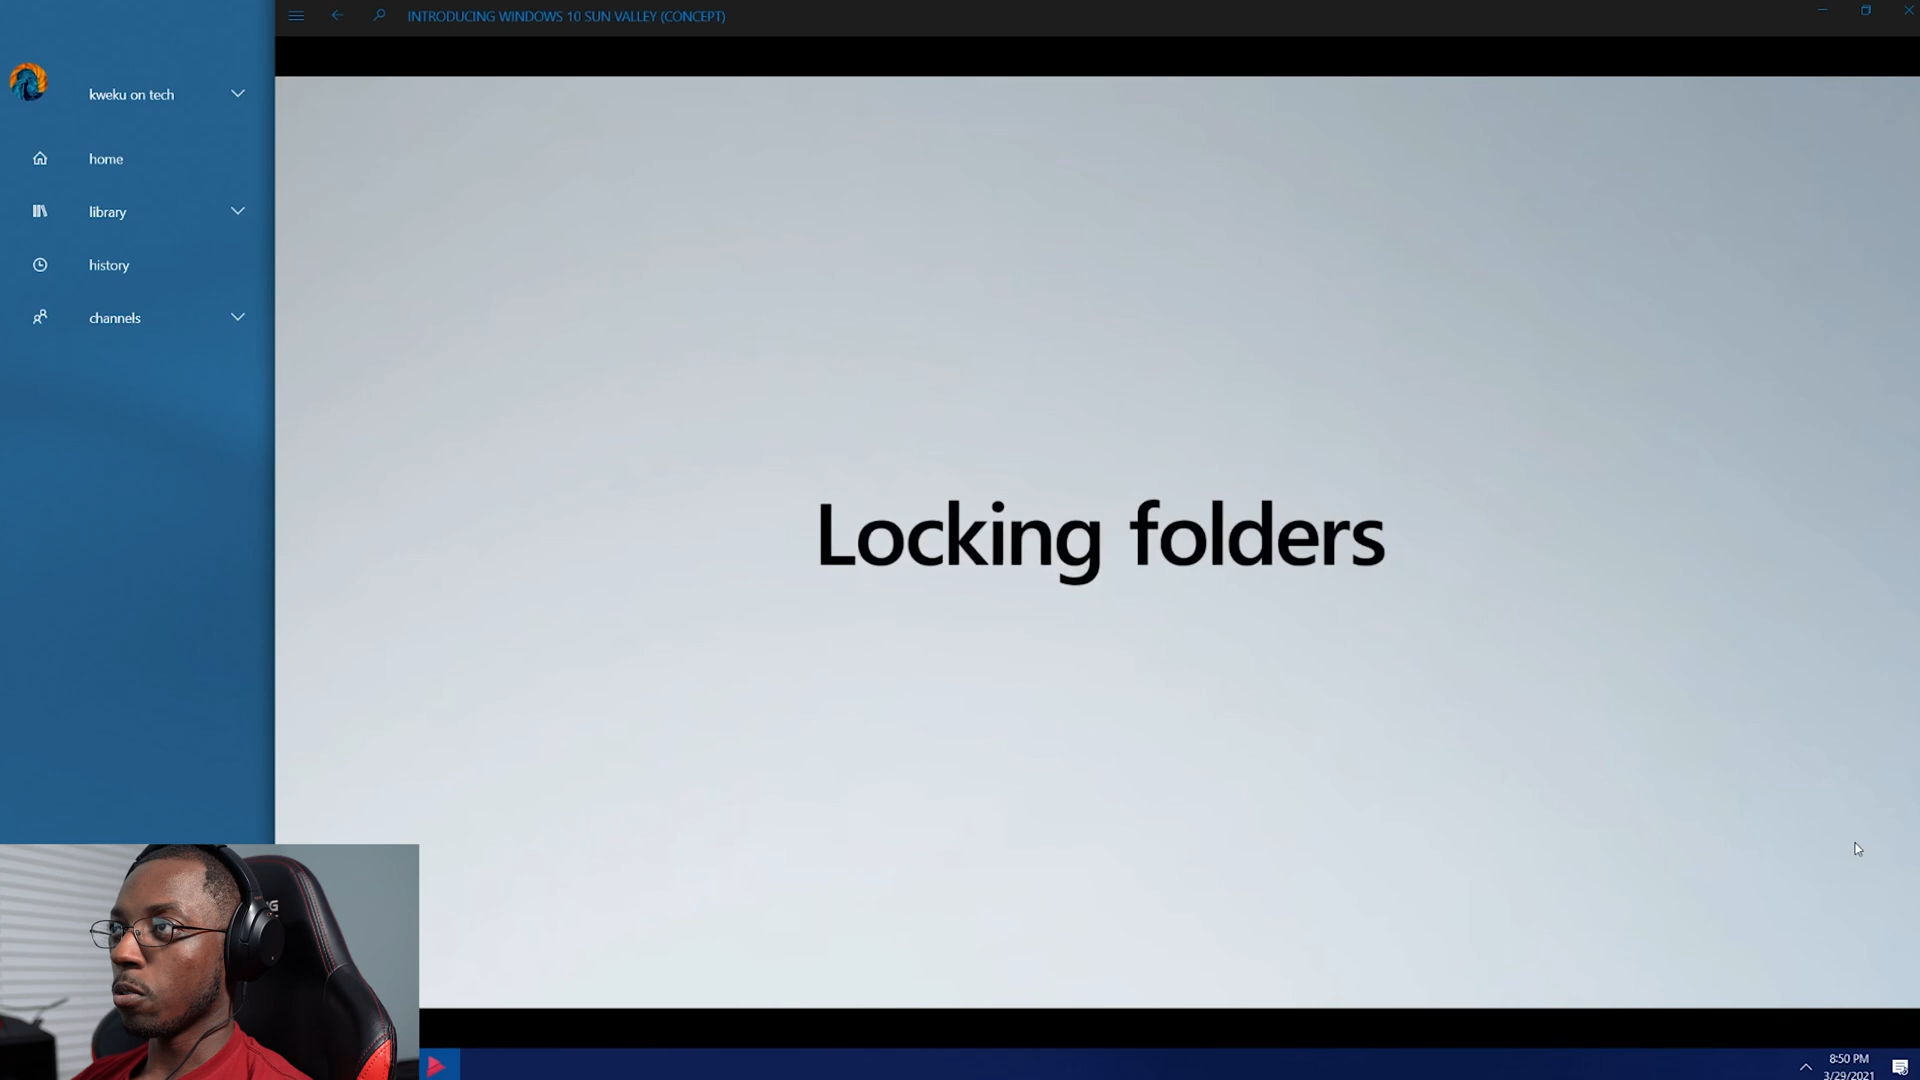 INTRODUCING WINDOWS 10 SUN VALLEY (CONCEPT)
kweku on tech
home
library
history
channels
Locking folders
8:50 PM
3/29/2021